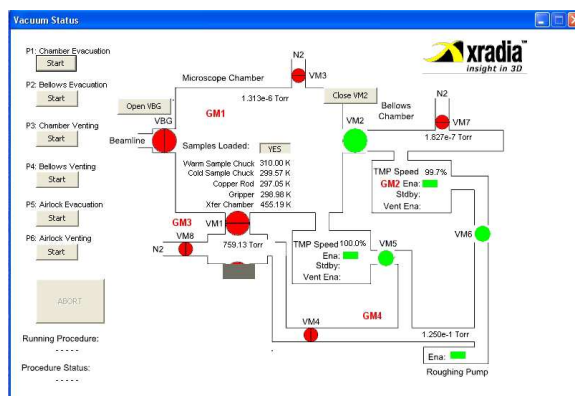 Vacuum Status
P1: Chamber Evacuation
Start
P2: Bellows Evacuation
Start
P3: Chamber Venting
Start
P4: Bellows Venting
Start
P5: Airlock Evacuation
Start
P6: Airlock Venting
Start
ABORT
Running Procedure:
- - - - -
Procedure Status:
- - - - -
N2
VM3
Microscope Chamber
1.313e-6 Torr
Open VBG
GM1
Close VM2
VBG
Beamline
VM2
Bellows
Chamber
N2
VM7
1.827e-7 Torr
xradia
insight in 3D
Samples Loaded: YES
Warm Sample Chuck 310.00 K
Cold Sample Chuck 299.57 K
Copper Rod 297.05 K
Gripper 298.98 K
Xfer Chamber 455.19 K
TMP Speed 99.7%
GM2 Ena:
Stdby:
Vent Ena:
GM3
VM1
VM8
N2
759.13 Torr
TMP Speed 100.0%
Ena:
Stdby:
Vent Ena:
VM5
VM6
VM4
GM4
1.250e-1 Torr
Ena:
Roughing Pump